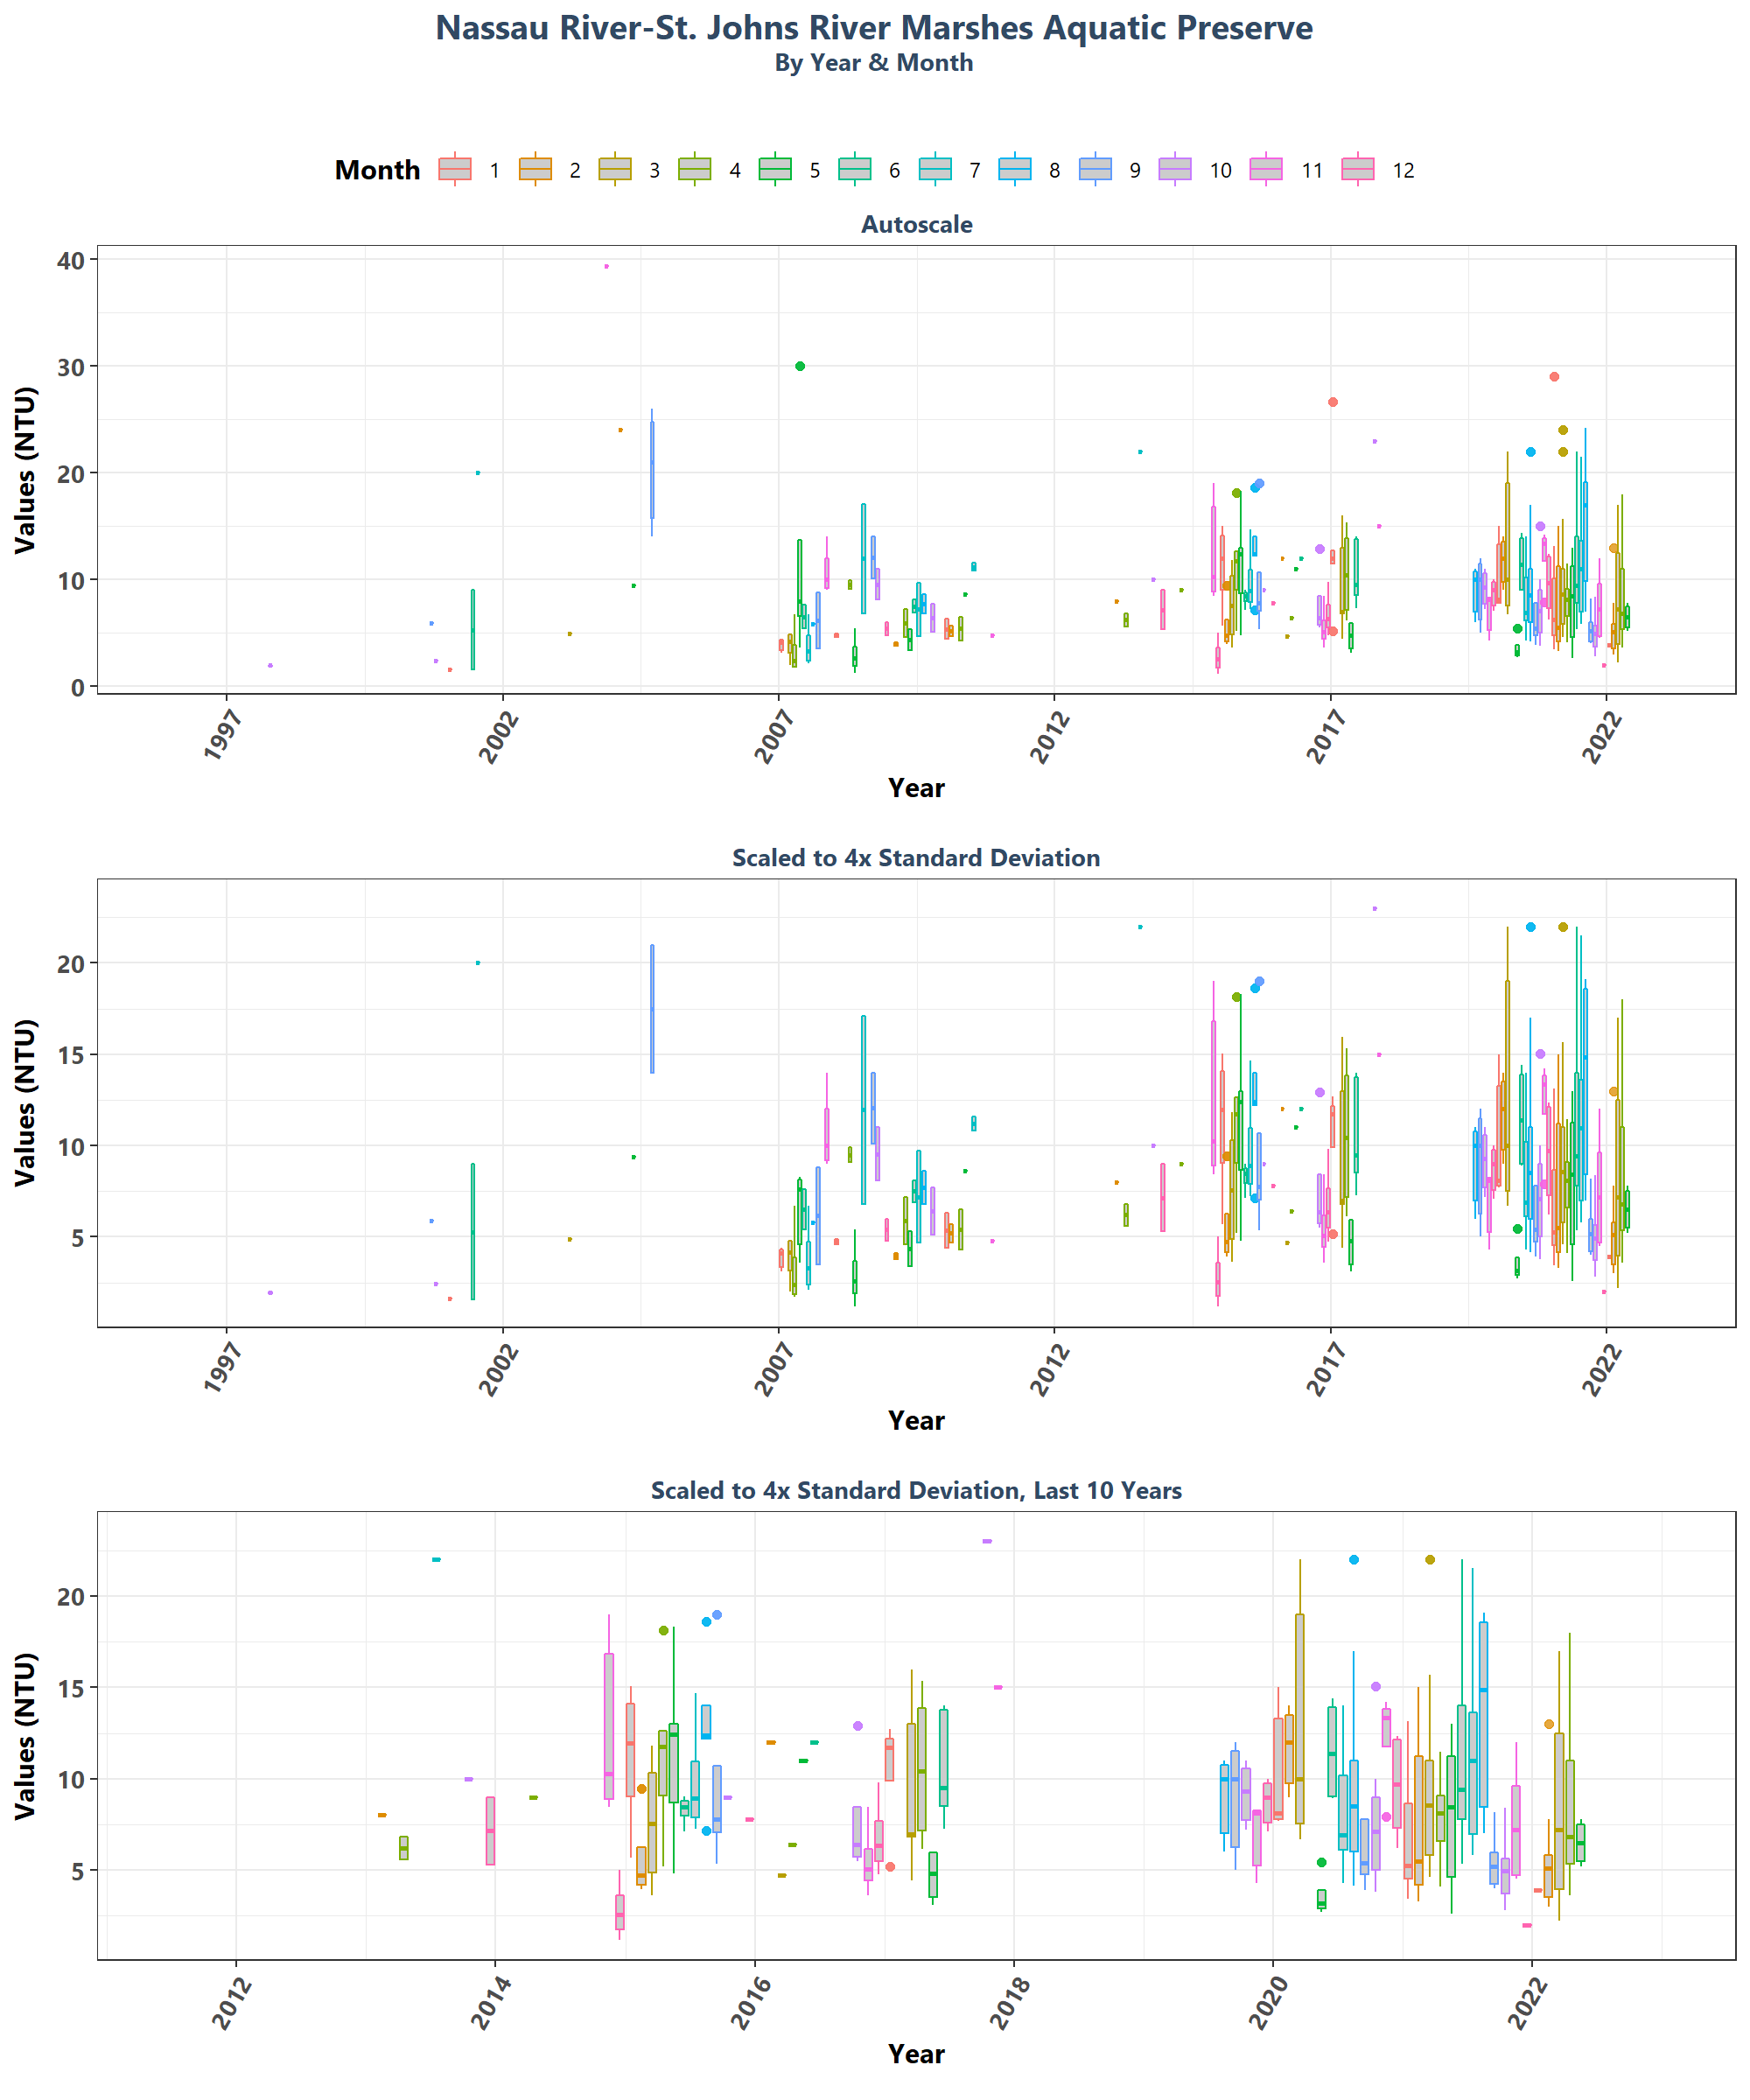 Nassau River-St. Johns River Marshes Aquatic Preserve
By Year & Month
Month 1 2 3 4 5 6 7 8 9 10 11 12
Autoscale
Values (NTU)
40
30
20
10
0
1997 2002 2007 2012 2017 2022
Year
Scaled to 4x Standard Deviation
Values (NTU)
20
15
10
5
1997 2002 2007 2012 2017 2022
Year
Scaled to 4x Standard Deviation, Last 10 Years
Values (NTU)
20
15
10
5
2012 2014 2016 2018 2020 2022
Year